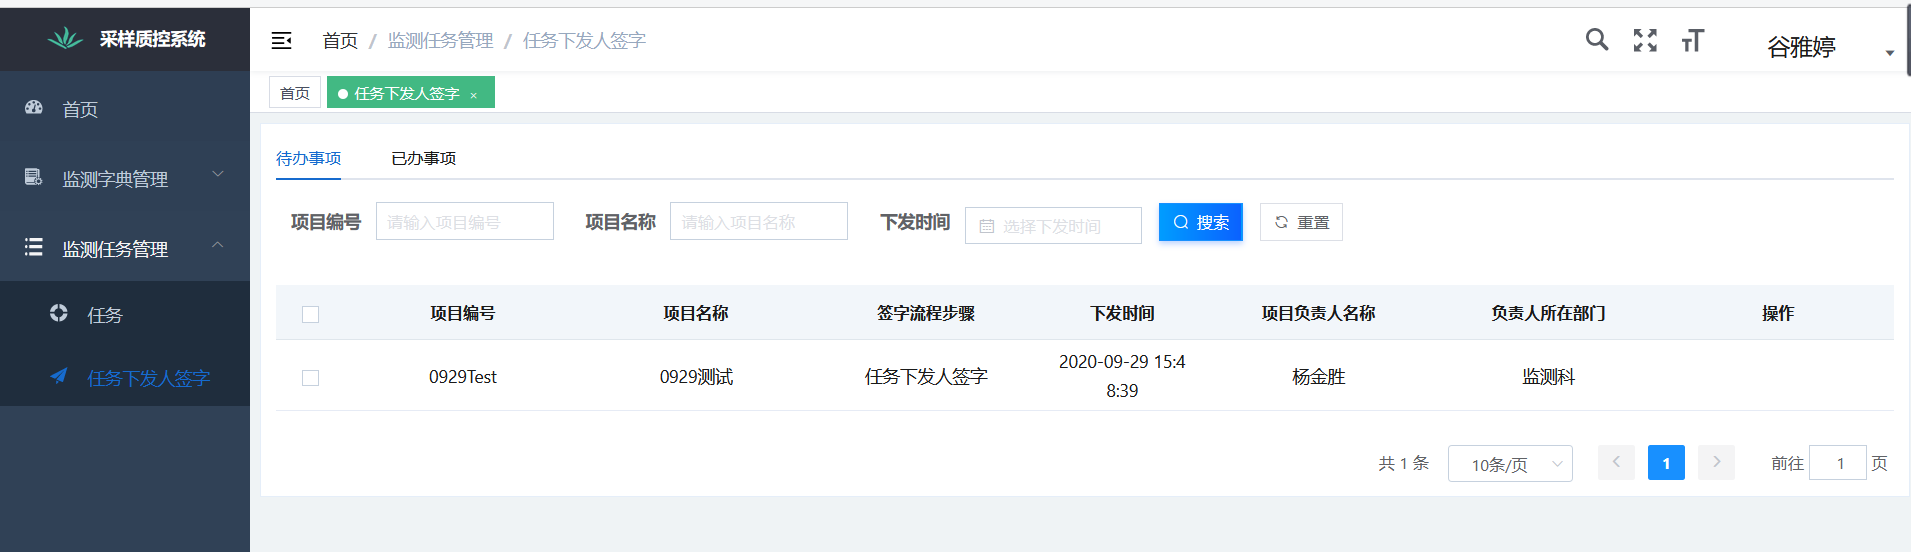 采样质控系统
首页 / 监测任务管理 / 任务下发人签字
谷雅婷
首页
任务下发人签字 ×
首页
监测字典管理
监测任务管理
任务
任务下发人签字
待办事项 已办事项
项目编号 请输入项目编号 项目名称 请输入项目名称 下发时间 选择下发时间 搜索 重置
项目编号 项目名称 签字流程步骤 下发时间 项目负责人名称 负责人所在部门 操作
0929Test 0929测试 任务下发人签字 2020-09-29 15:4
8:39 杨金胜 监测科
共 1 条 10条/页 1 前往 1 页